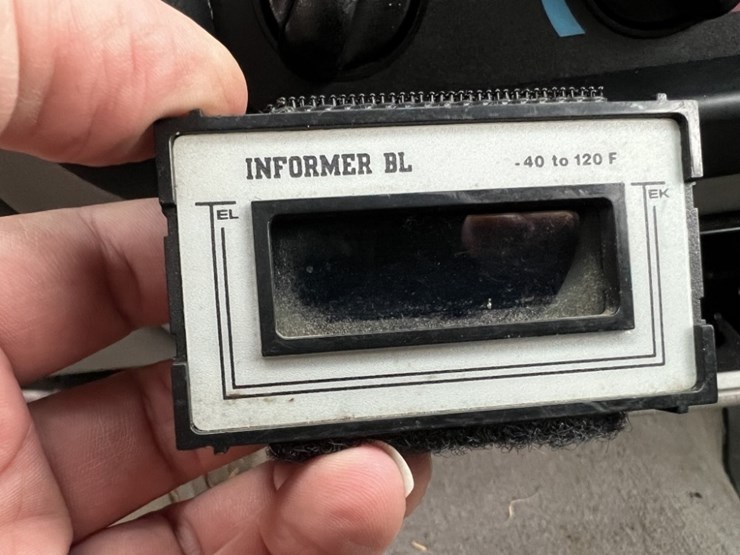 INFORMER BL
-40 to 120 F
TEL
TEK